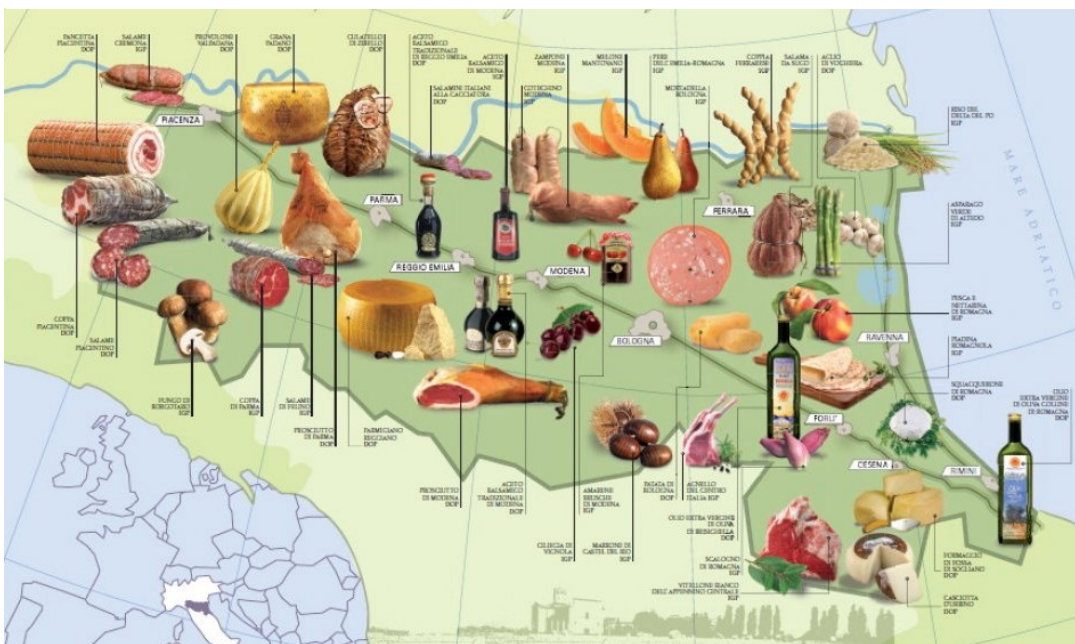 PANCETTA
PIACENTINA
DOP
SALAME
CREMONA
IGP
PROVOLONE
VALPADANA
DOP
GRANA
PADANO
DOP
CULATELLO
DI ZIBELLO
DOP
ACETO
BALSAMICO
TRADIZIONALE
DI REGGIO EMILIA
DOP
SALAMINI ITALIANI
ALLA CACCIATORA
DOP
ACETO
BALSAMICO
DI MODENA
IGP
ZAMPONE
MODENA
IGP
COTECHINO
MODENA
IGP
MELONE
MANTOVANO
IGP
PERE
DELL'EMILIA-ROMAGNA
IGP
MORTADELLA
BOLOGNA
IGP
COPPIA
FERRARESE
IGP
SALAMA
DA SUGO
IGP
AGLIO
DI VOGHIERA
DOP
RISO DEL
DELTA DEL PO
IGP
MARE ADRIATICO
ASPARAGO
VERDE
DI ALTEDO
IGP
PIACENZA
PARMA
REGGIO EMILIA
MODENA
FERRARA
BOLOGNA
RAVENNA
FORLI'
CESENA
RIMINI
PESCA E
NETTARINA
DI ROMAGNA
IGP
PIADINA
ROMAGNOLA
IGP
SQUACQUERONE
DI ROMAGNA
DOP
OLIO
EXTRA VERGINE
DI OLIVA COLLINE
DI ROMAGNA
DOP
COPPA
PIACENTINA
DOP
SALAME
PIACENTINO
DOP
FUNGO DI
BORGOTARO
IGP
COPPA
DI PARMA
IGP
SALAME
DI FELINO
IGP
PROSCIUTTO
DI PARMA
DOP
PARMIGIANO
REGGIANO
DOP
PROSCIUTTO
DI MODENA
DOP
ACETO
BALSAMICO
TRADIZIONALE
DI MODENA
DOP
CILIEGIA DI
VIGNOLA
IGP
AMARENE
BRUSCHE
DI MODENA
IGP
MARRONE DI
CASTEL DEL RIO
IGP
PATATA DI
BOLOGNA
DOP
AGNELLO
DEL CENTRO
ITALIA IGP
OLIO EXTRA VERGINE
DI OLIVA
DI BRISIGHELLA
DOP
SCALOGNO
DI ROMAGNA
IGP
VITELLONE BIANCO
DELL'APPENNINO CENTRALE
IGP
FORMAGGIO
DI FOSSA
DI SOGLIANO
DOP
CASCIOTTA
D'URBINO
DOP